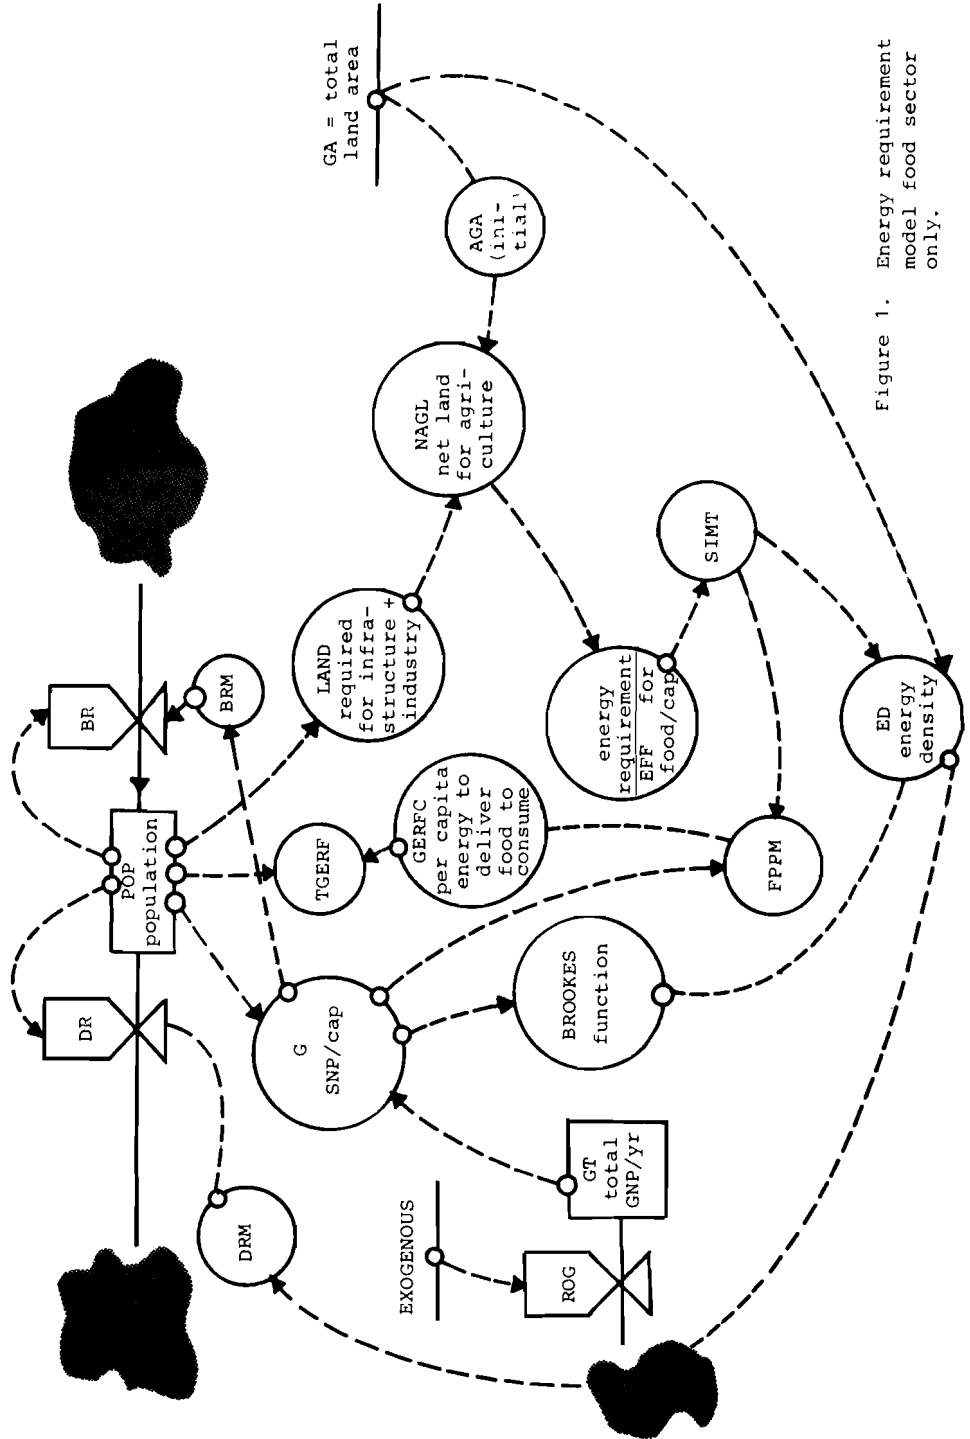 GA = total
land area
AGA
(ini-
tial)
NAGL
net land
for agri-
culture
BR
BRM
LAND
required
for infra-
structure +
industry
SIMT
energy
requirement
EFF for
food/cap
ED
energy
density
POP
population
TGERF
GERFC
per capita
energy to
deliver
food to
consume
FPPM
DR
G
SNP/cap
BROOKES
function
DRM
EXOGENOUS
ROG
GT
total
GNP/yr
Figure 1. Energy requirement
model food sector
only.